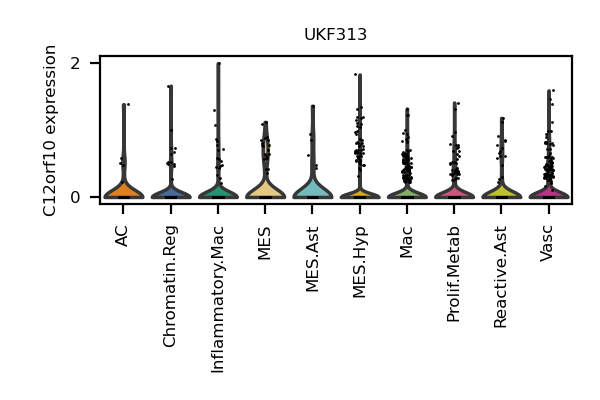 UKF313
C12orf10 expression
2
0
AC
Chromatin.Reg
Inflammatory.Mac
MES
MES.Ast
MES.Hyp
Mac
Prolif.Metab
Reactive.Ast
Vasc